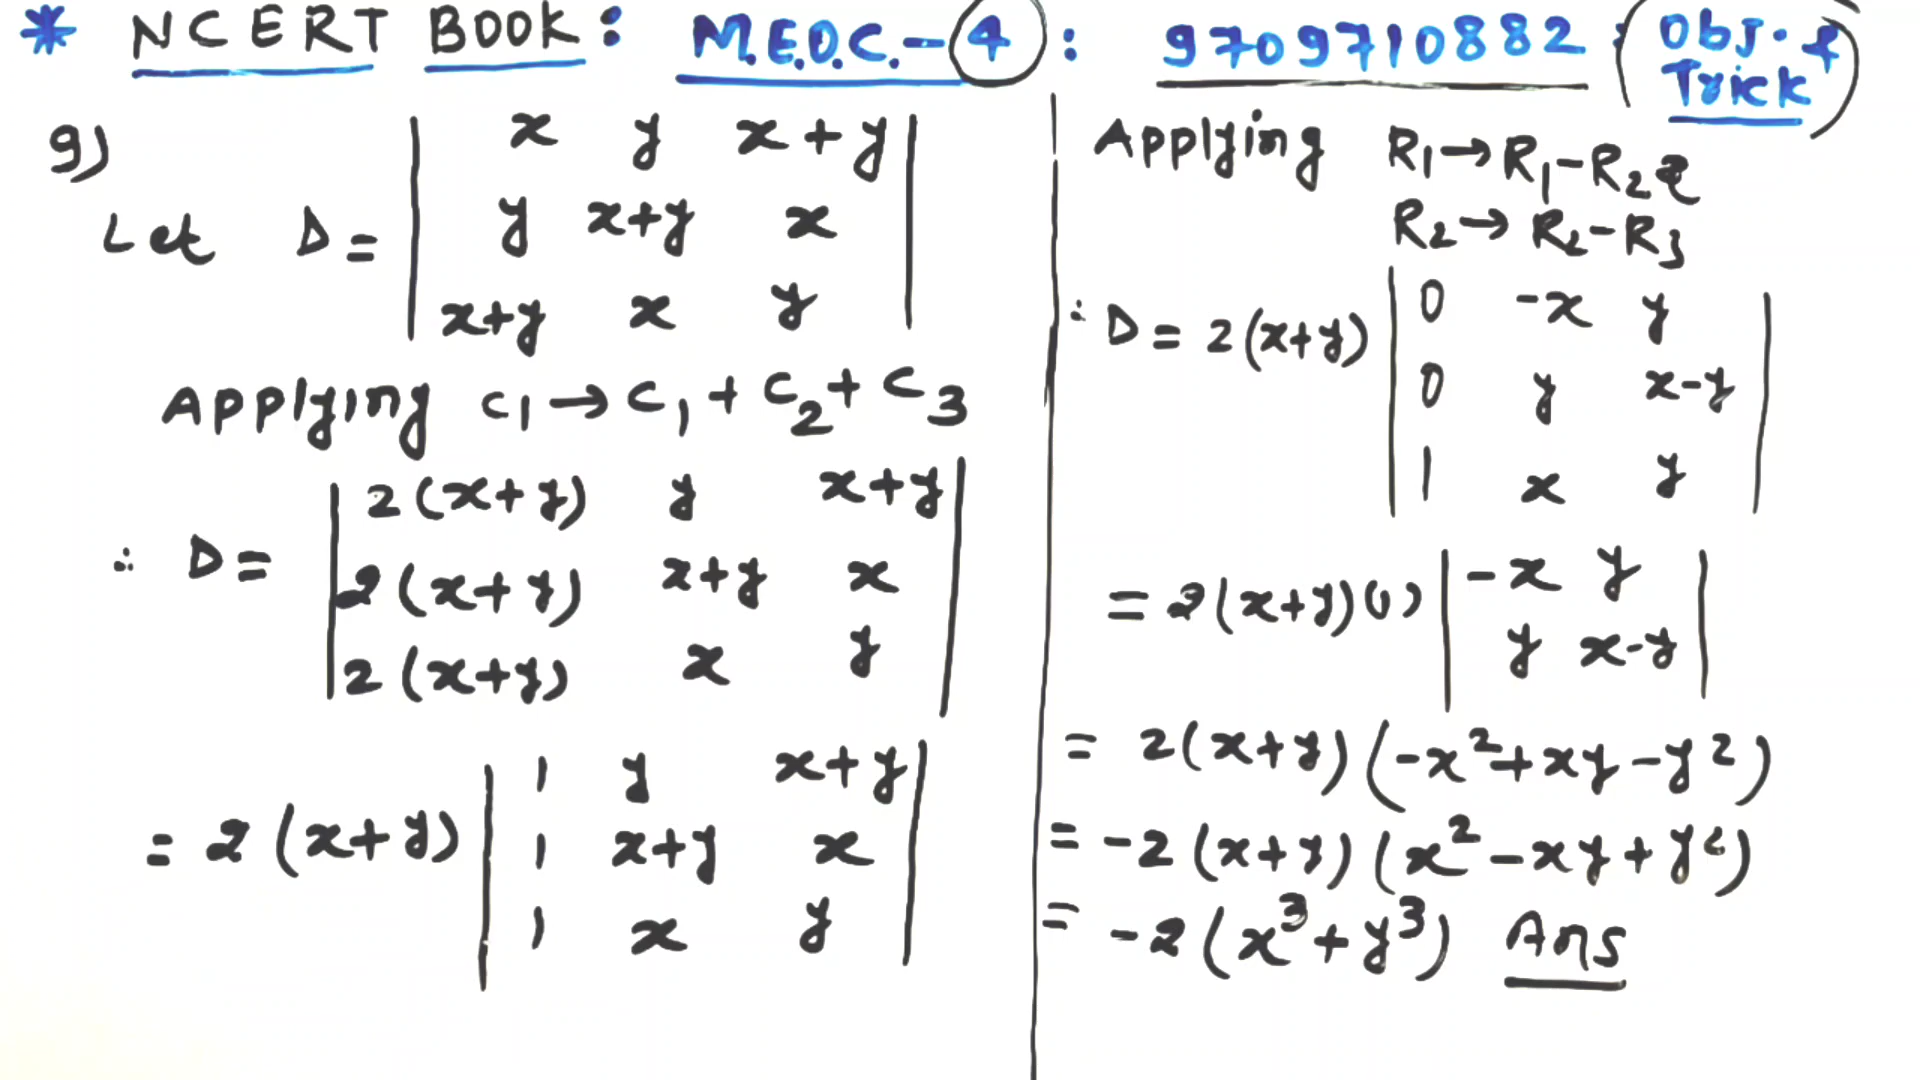 * NCERT BOOK: M.E.O.C.-4 : 9709710882 : Obj. &
Trick
9)
x y x+y
Let D = y x+y x
x+y x y
Applying C1→C1+C2+C3
2(x+y) y x+y
∴ D = 2(x+y) x+y x
2(x+y) x y
1 y x+y
= 2(x+y) 1 x+y x
1 x y
Applying R1→R1-R2 &
R2→R2-R3
0 -x y
∴ D = 2(x+y) 0 y x-y
1 x y
= 2(x+y)(1) -x y
y x-y
= 2(x+y)(-x²+xy-y²)
= -2(x+y)(x²-xy+y²)
= -2(x³+y³) Ans